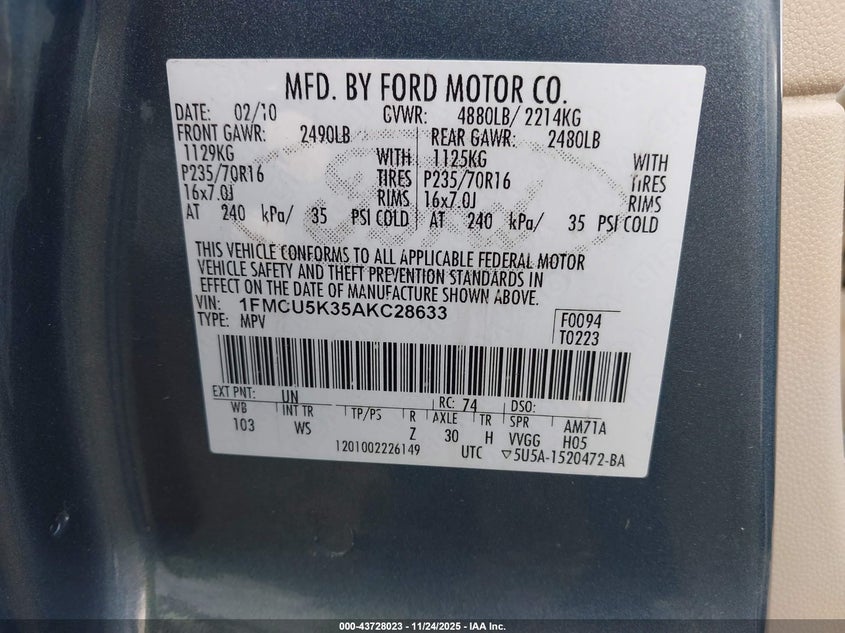 MFD. BY FORD MOTOR CO.
DATE: 02/10 GVWR: 4880LB/ 2214KG
FRONT GAWR: 2490LB REAR GAWR: 2480LB
1129KG WITH 1125KG WITH
P235/70R16 TIRES P235/70R16 TIRES
16x7.0J RIMS 16x7.0J RIMS
AT 240 kPa/ 35 PSI COLD AT 240 kPa/ 35 PSI COLD
THIS VEHICLE CONFORMS TO ALL APPLICABLE FEDERAL MOTOR
VEHICLE SAFETY AND THEFT PREVENTION STANDARDS IN
EFFECT ON THE DATE OF MANUFACTURE SHOWN ABOVE.
VIN: 1FMCU5K35AKC28633
TYPE: MPV
F0094
T0223
EXT PNT: UN RC: 74 DSO:
WB INT TR TP/PS R AXLE TR SPR AM71A
103 WS Z 30 H VVGG H05
1201002226149 UTC ▽5U5A-1520472-BA
000-43728023 — 11/24/2025 — IAA Inc.